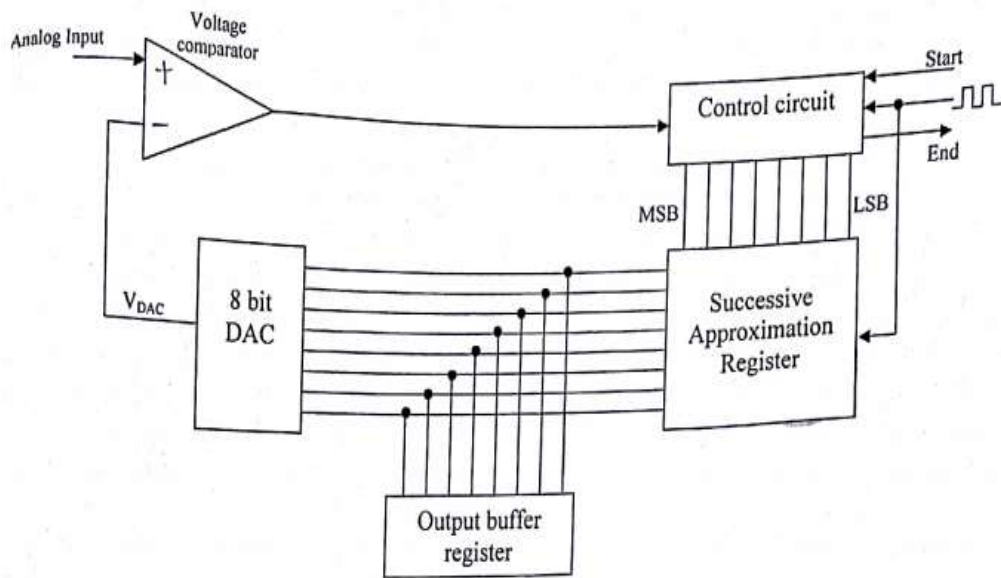 Voltage
comparator
Analog Input
+
−
Start
Control circuit
End
MSB
LSB
8 bit
DAC
V_DAC
Successive
Approximation
Register
Output buffer
register